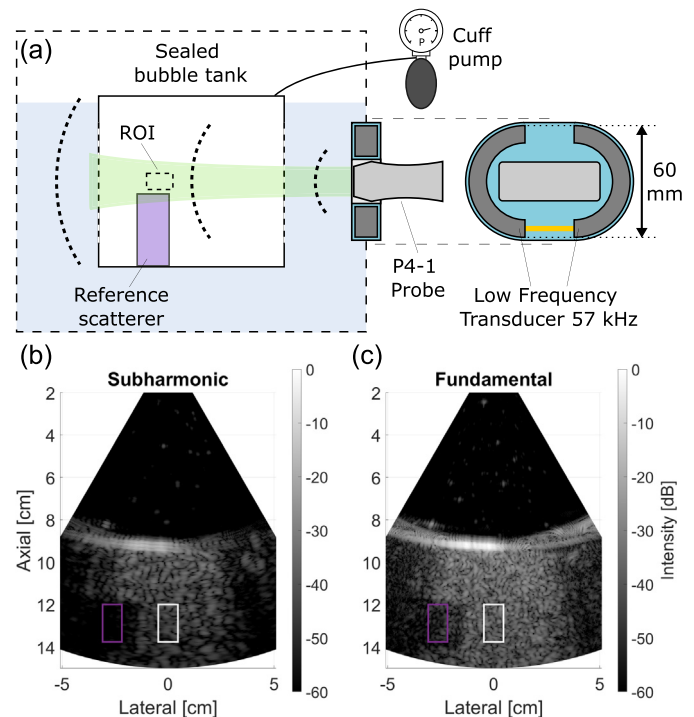 (a)
Sealed
bubble tank
P
Cuff
pump
ROI
60
mm
P4-1
Probe
Reference
scatterer
Low Frequency
Transducer 57 kHz
(b)
Subharmonic
Axial [cm]
2
4
6
8
10
12
14
-5
0
5
Lateral [cm]
0
-10
-20
-30
-40
-50
-60
(c)
Fundamental
2
4
6
8
10
12
14
-5
0
5
Lateral [cm]
0
-10
-20
-30
-40
-50
-60
Intensity [dB]